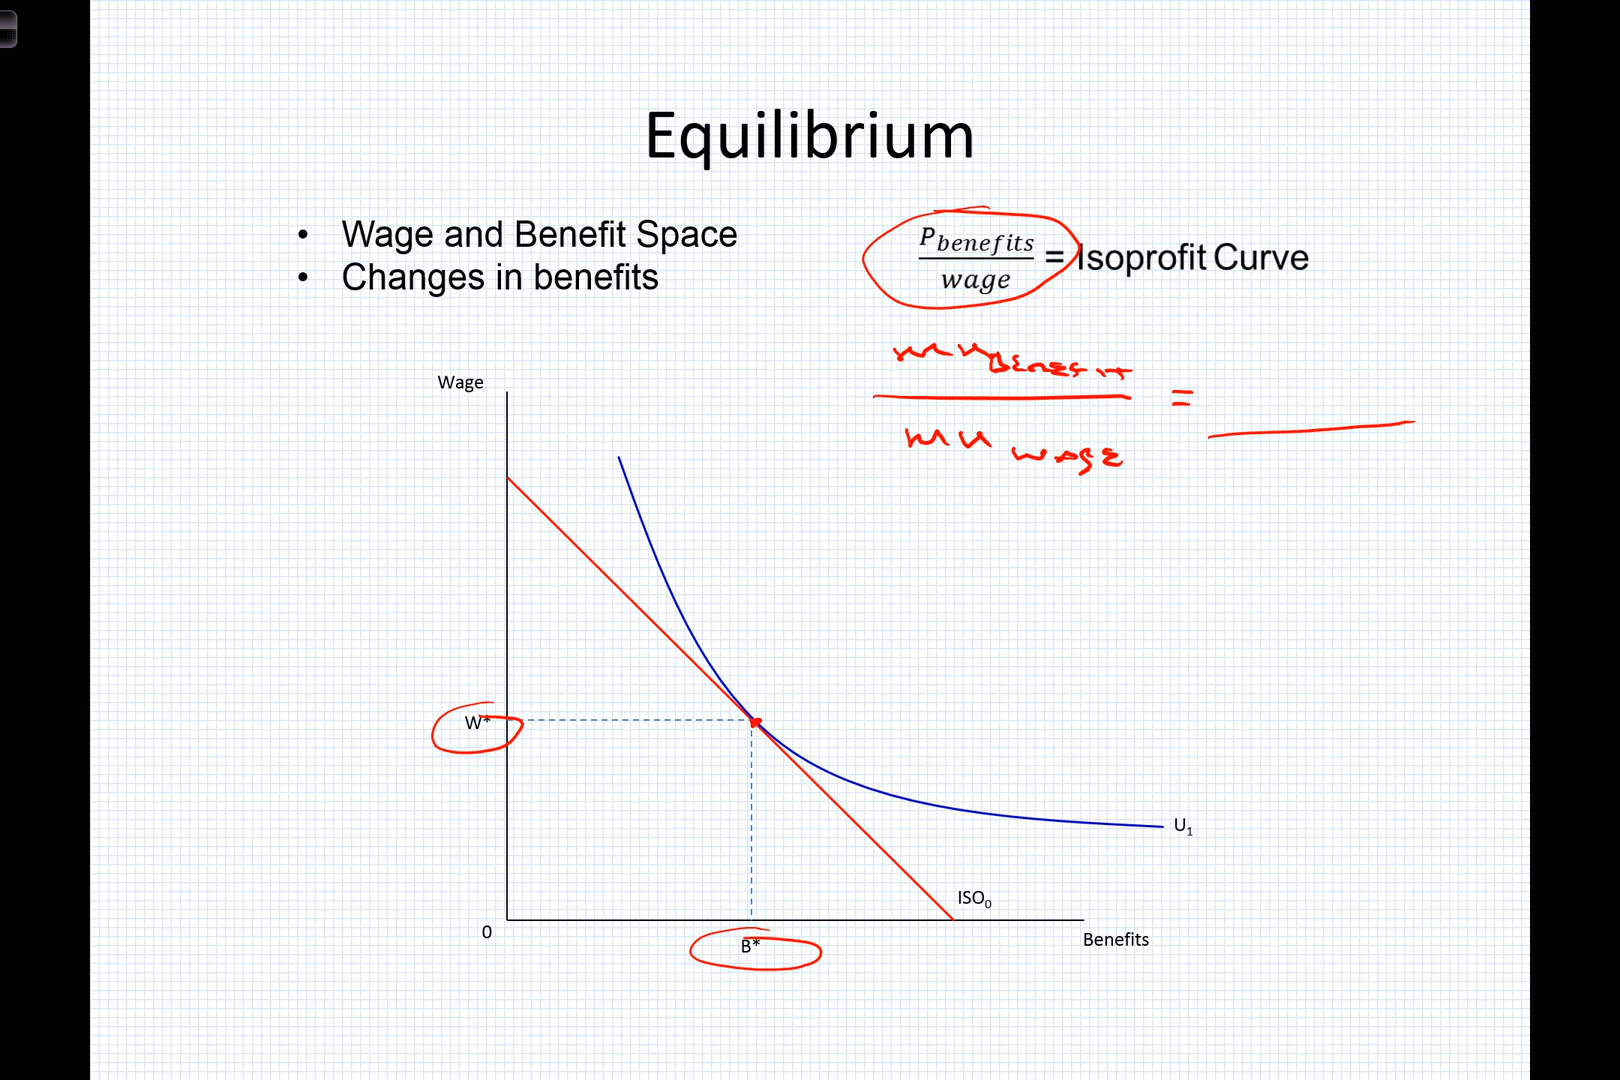 Equilibrium
• Wage and Benefit Space
• Changes in benefits
P_benefits / wage = Isoprofit Curve
MU Benefit / MU wage =
Wage
W*
U₁
ISO₀
0
B*
Benefits